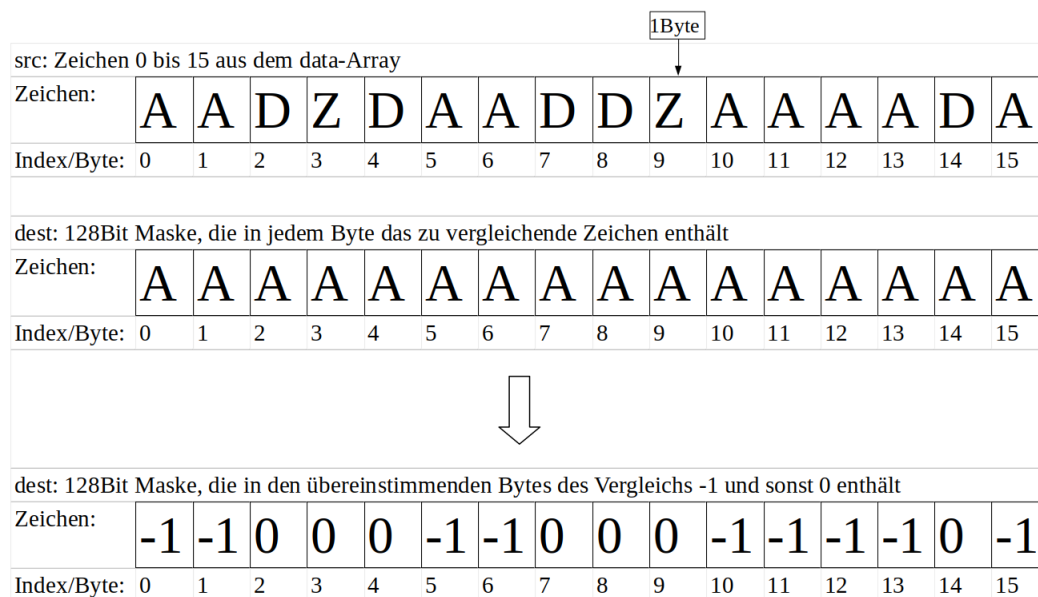 1Byte
src: Zeichen 0 bis 15 aus dem data-Array
Zeichen: A A D Z D A A D D Z A A A A D A
Index/Byte: 0 1 2 3 4 5 6 7 8 9 10 11 12 13 14 15
dest: 128Bit Maske, die in jedem Byte das zu vergleichende Zeichen enthält
Zeichen: A A A A A A A A A A A A A A A A
Index/Byte: 0 1 2 3 4 5 6 7 8 9 10 11 12 13 14 15
dest: 128Bit Maske, die in den übereinstimmenden Bytes des Vergleichs -1 und sonst 0 enthält
Zeichen: -1 -1 0 0 0 -1 -1 0 0 0 -1 -1 -1 -1 0 -1
Index/Byte: 0 1 2 3 4 5 6 7 8 9 10 11 12 13 14 15